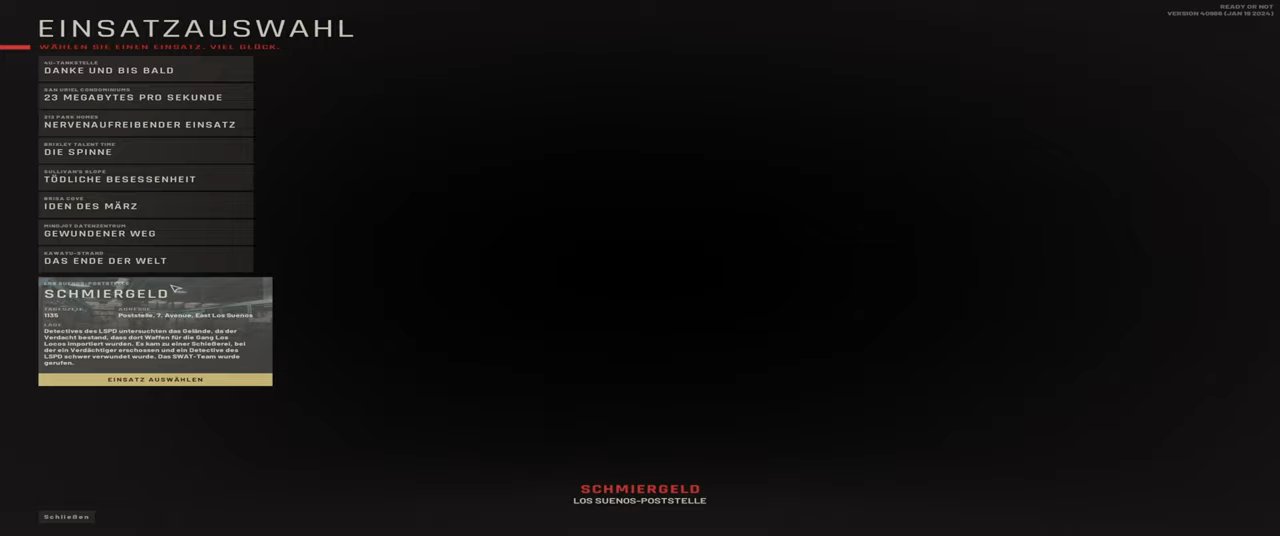 READY OR NOT
VERSION 40985 (JAN 19 2024)
EINSATZAUSWAHL
WÄHLEN SIE EINEN EINSATZ. VIEL GLÜCK.
4U-TANKSTELLE
DANKE UND BIS BALD
SAN URIEL CONDOMINIUMS
23 MEGABYTES PRO SEKUNDE
213 PARK HOMES
NERVENAUFREIBENDER EINSATZ
BRIXLEY TALENT TIME
DIE SPINNE
SULLIVAN'S SLOPE
TÖDLICHE BESESSENHEIT
BRISA COVE
IDEN DES MÄRZ
MINDJOT DATENZENTRUM
GEWUNDENER WEG
KAWAYU-STRAND
DAS ENDE DER WELT
LOS SUENOS-POSTSTELLE
SCHMIERGELD
1135 Poststelle, 7. Avenue, East Los Suenos
LAGE
Detectives des LSPD untersuchten das Gelände, da der
Verdacht bestand, dass dort Waffen für die Gang Los
Locos importiert wurden. Es kam zu einer Schießerei, bei
der ein Verdächtiger erschossen und ein Detective des
LSPD schwer verwundet wurde. Das SWAT-Team wurde
gerufen.
EINSATZ AUSWÄHLEN
SCHMIERGELD
LOS SUENOS-POSTSTELLE
Schließen